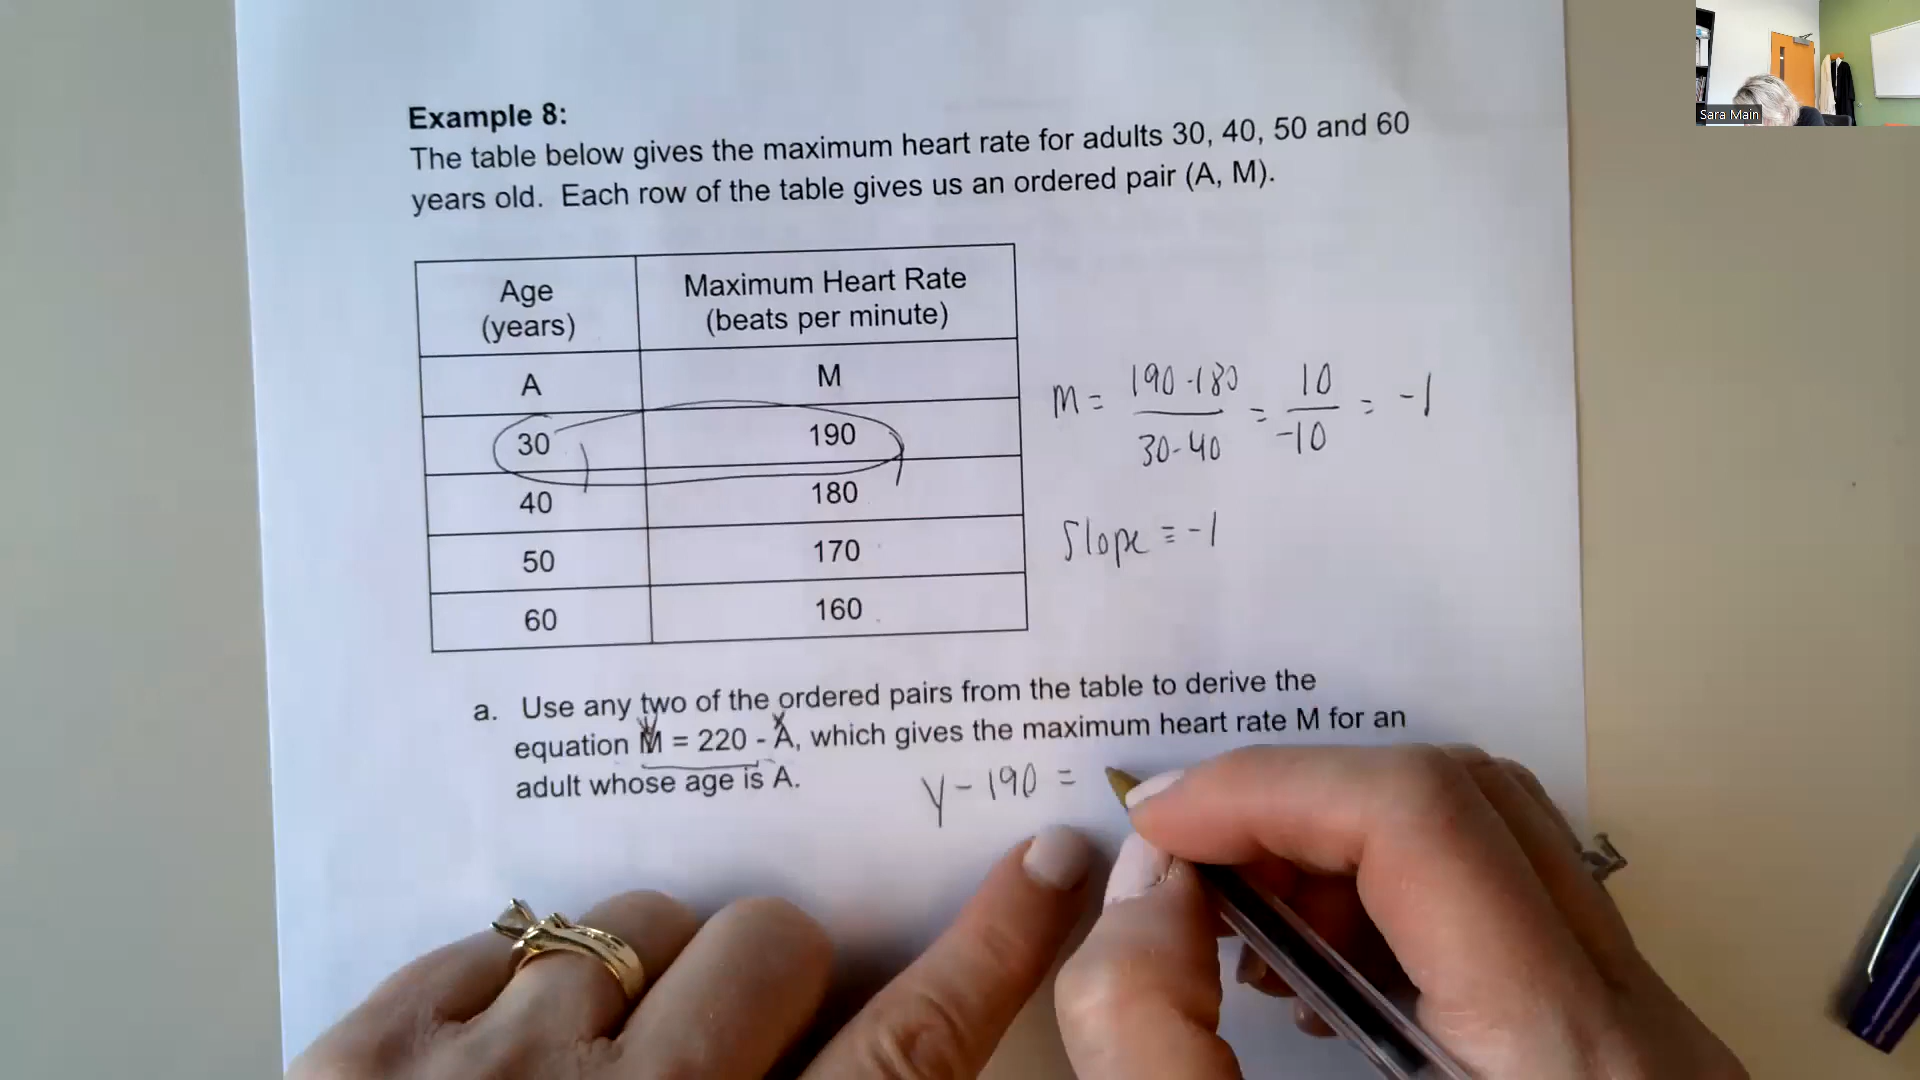 Sara Main
Example 8:
The table below gives the maximum heart rate for adults 30, 40, 50 and 60
years old. Each row of the table gives us an ordered pair (A, M).
Age
(years)
Maximum Heart Rate
(beats per minute)
A
M
30
190
40
180
50
170
60
160
m = 190-180 / 30-40 = 10 / -10 = -1
Slope = -1
a. Use any two of the ordered pairs from the table to derive the
y x
equation M = 220 - A, which gives the maximum heart rate M for an
adult whose age is A.
y - 190 =